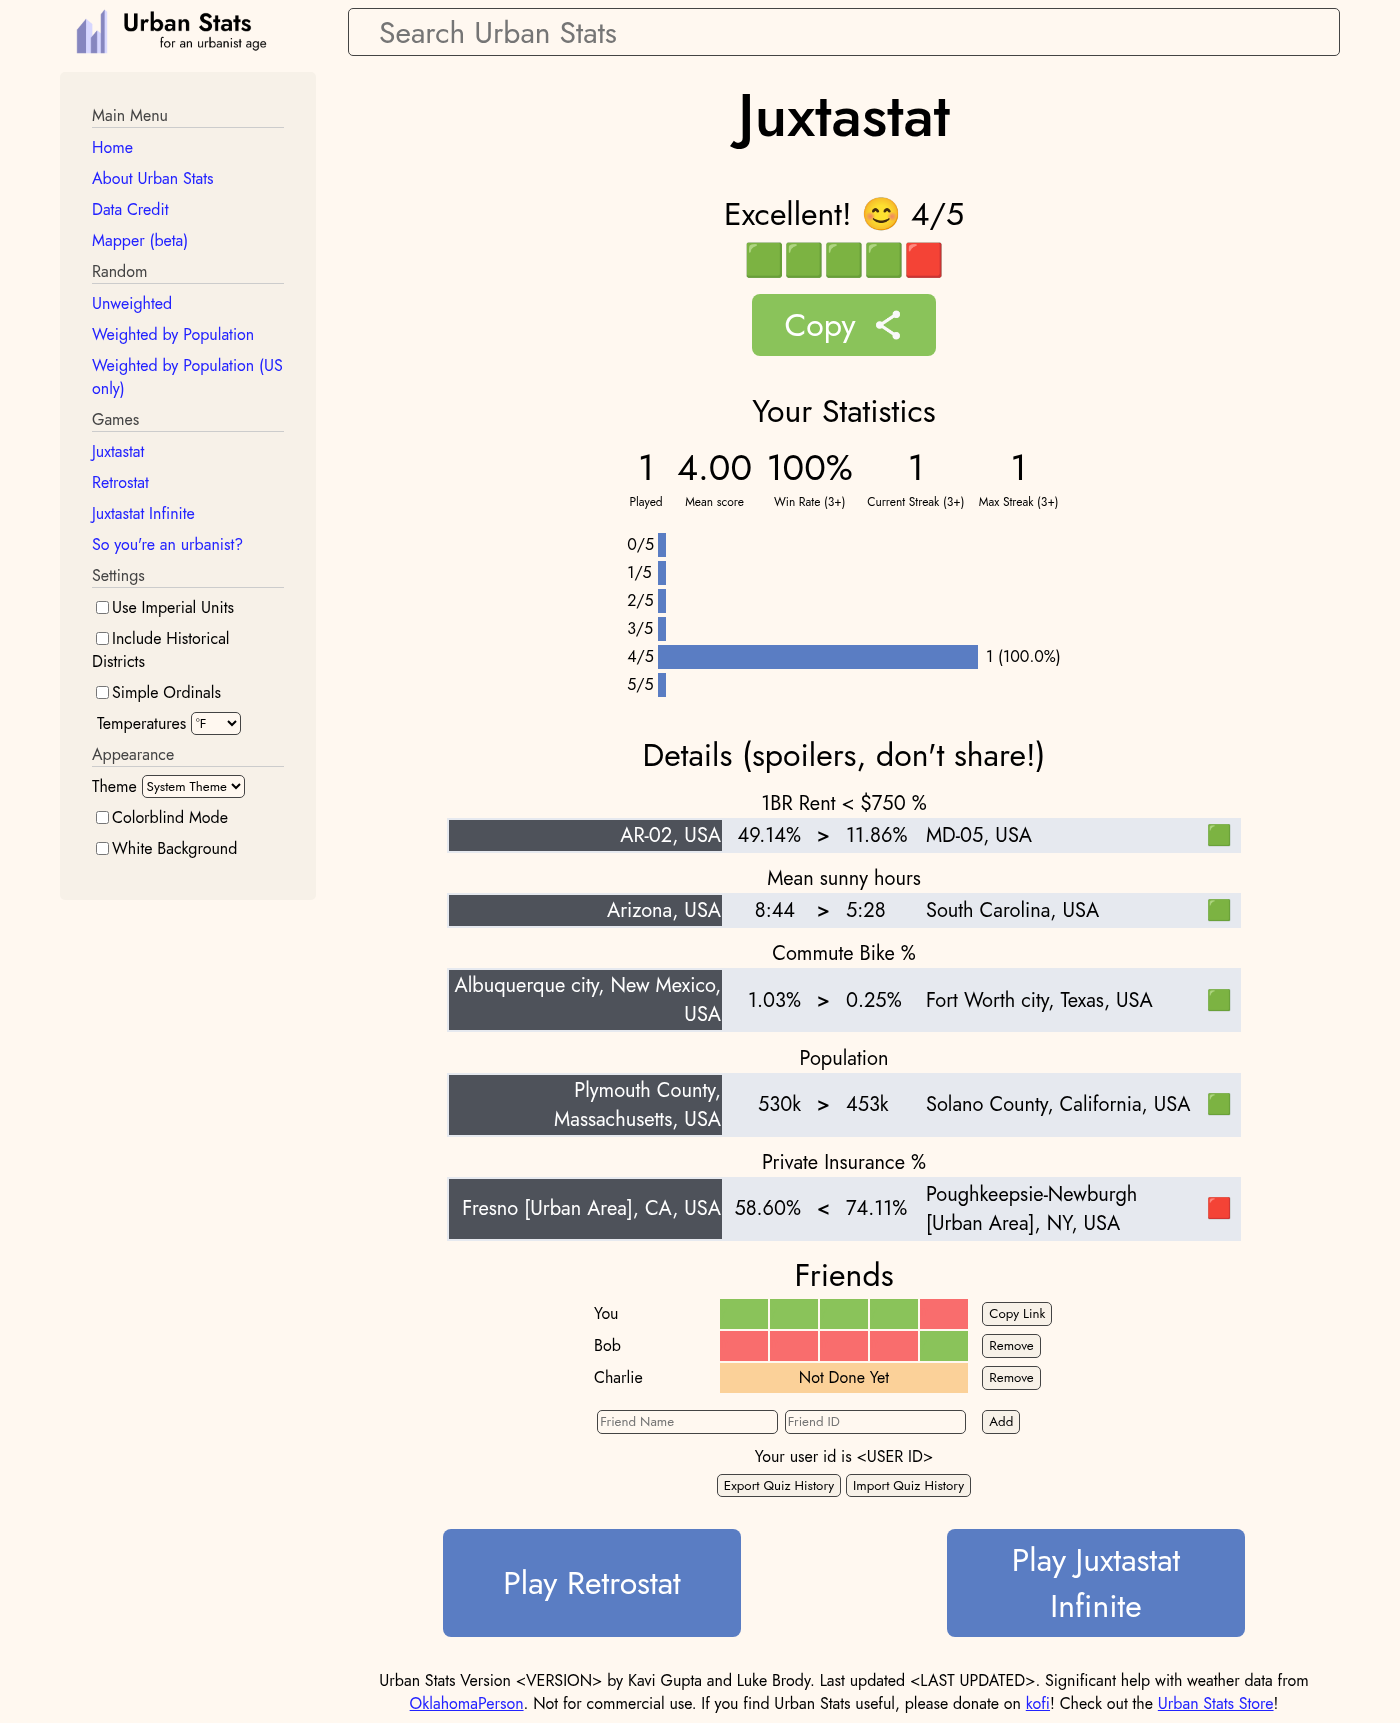 Urban Stats
for an urbanist age
Search Urban Stats
Main Menu
Home
About Urban Stats
Data Credit
Mapper (beta)
Random
Unweighted
Weighted by Population
Weighted by Population (US
only)
Games
Juxtastat
Retrostat
Juxtastat Infinite
So you're an urbanist?
Settings
Use Imperial Units
Include Historical
Districts
Simple Ordinals
Temperatures °F
Appearance
Theme System Theme
Colorblind Mode
White Background
Juxtastat
Excellent! 😊 4/5
🟩🟩🟩🟩🟥
Copy
Your Statistics
1 4.00 100% 1 1
Played Mean score Win Rate (3+) Current Streak (3+) Max Streak (3+)
0/5
1/5
2/5
3/5
4/5 1 (100.0%)
5/5
Details (spoilers, don't share!)
1BR Rent < $750 %
AR-02, USA 49.14% > 11.86% MD-05, USA 🟩
Mean sunny hours
Arizona, USA 8:44 > 5:28 South Carolina, USA 🟩
Commute Bike %
Albuquerque city, New Mexico,
USA 1.03% > 0.25% Fort Worth city, Texas, USA 🟩
Population
Plymouth County,
Massachusetts, USA 530k > 453k Solano County, California, USA 🟩
Private Insurance %
Fresno [Urban Area], CA, USA 58.60% < 74.11% Poughkeepsie-Newburgh
[Urban Area], NY, USA 🟥
Friends
You Copy Link
Bob Remove
Charlie Not Done Yet Remove
Friend Name Friend ID Add
Your user id is <USER ID>
Export Quiz History Import Quiz History
Play Retrostat
Play Juxtastat
Infinite
Urban Stats Version <VERSION> by Kavi Gupta and Luke Brody. Last updated <LAST UPDATED>. Significant help with weather data from
OklahomaPerson. Not for commercial use. If you find Urban Stats useful, please donate on kofi! Check out the Urban Stats Store!